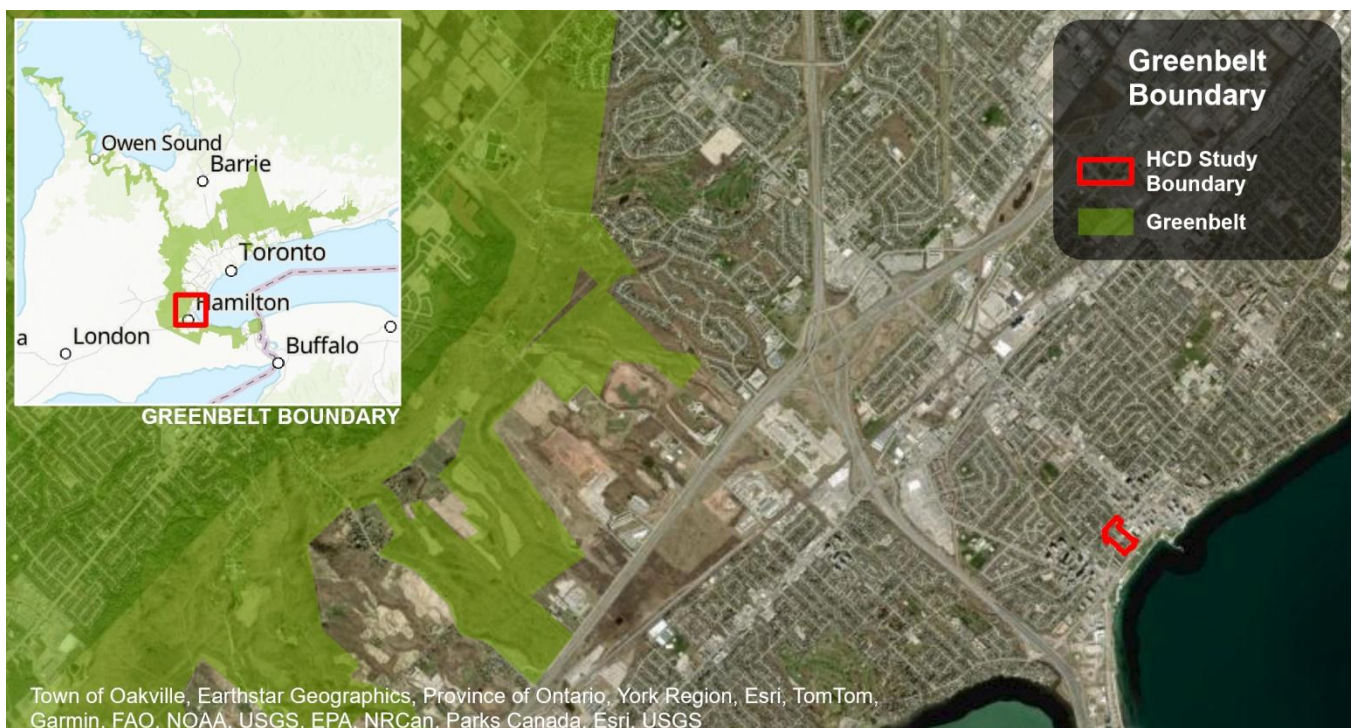 Owen Sound
Barrie
Toronto
Hamilton
a
London
Buffalo
GREENBELT BOUNDARY
Greenbelt
Boundary
HCD Study
Boundary
Greenbelt
Town of Oakville, Earthstar Geographics, Province of Ontario, York Region, Esri, TomTom,
Garmin, FAO, NOAA, USGS, EPA, NRCan, Parks Canada, Esri, USGS